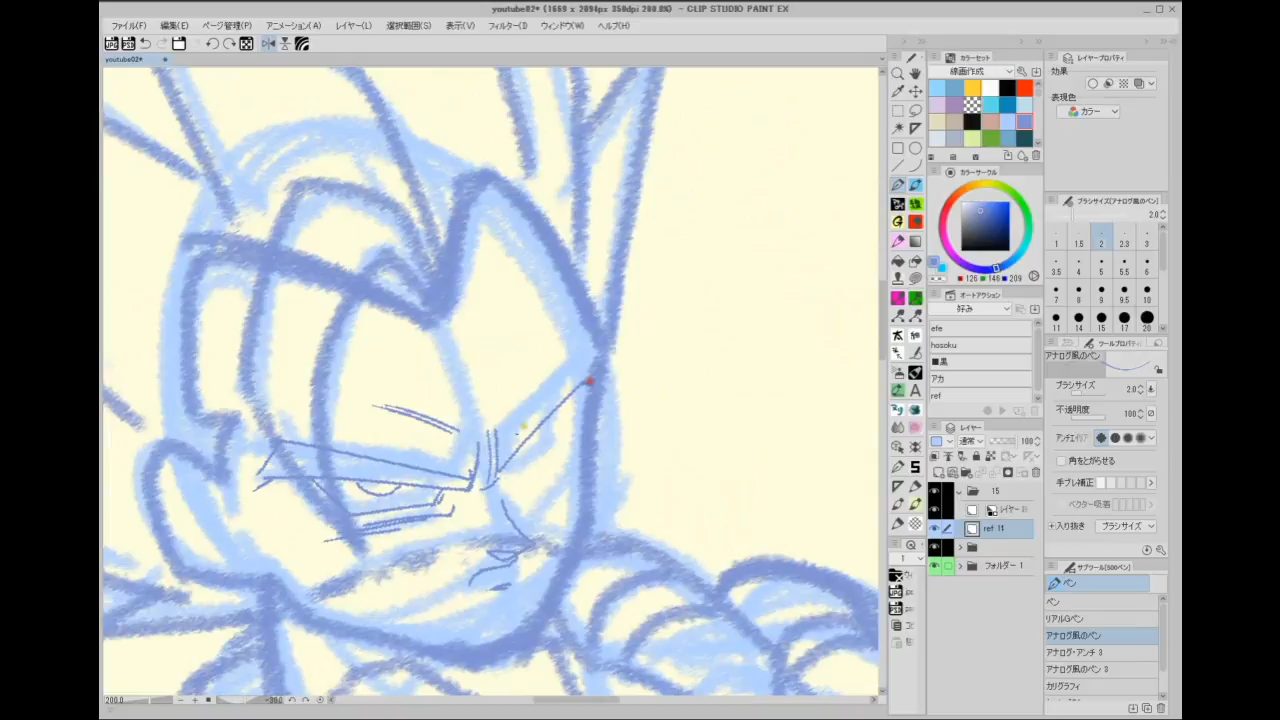 youtube02* (1669 x 2094px 350dpi 200.0%) - CLIP STUDIO PAINT EX
ファイル(F) 編集(E) ページ管理(P) アニメーション(A) レイヤー(L) 選択範囲(S) 表示(V) フィルター(I) ウィンドウ(W) ヘルプ(H)
youtube02*
カラーセット
線画作成
カラーサークル
126 146 209
オートアクション
好み
efe
hosoku
■黒
アカ
ref
レイヤー
通常 100
15
レイヤー
ref 11
フォルダー 1
レイヤープロパティ
効果
表現色
カラー
ブラシサイズ[アナログ風のペン]
2.0
1 1.5 2 2.3 3
3.5 4 5 5.5 6
7 8 9 9.5 10
11 14 15 17 20
ツールプロパティ
アナログ風のペン
ブラシサイズ 2.0
不透明度 100
アンチエイリア
角をとがらせる
手ブレ補正
ベクター吸着
入り抜き ブラシサイズ
サブツール[500ペン]
ペン
ペン
リアルGペン
アナログ風のペン
アナログ・アンチ 3
アナログ風のペン 3
カリグラフィ
200.0
-30.0